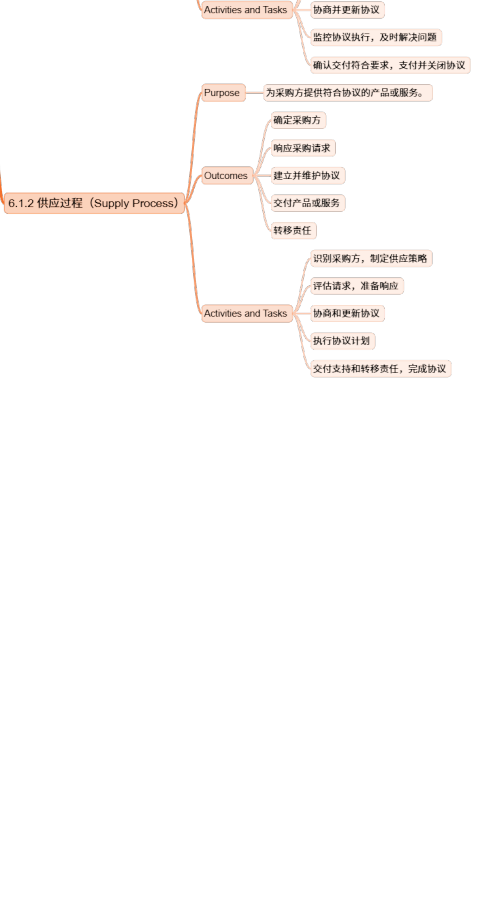 Activities and Tasks
协商并更新协议
监控协议执行，及时解决问题
确认交付符合要求，支付并关闭协议
6.1.2 供应过程（Supply Process）
Purpose
为采购方提供符合协议的产品或服务。
Outcomes
确定采购方
响应采购请求
建立并维护协议
交付产品或服务
转移责任
Activities and Tasks
识别采购方，制定供应策略
评估请求，准备响应
协商和更新协议
执行协议计划
交付支持和转移责任，完成协议